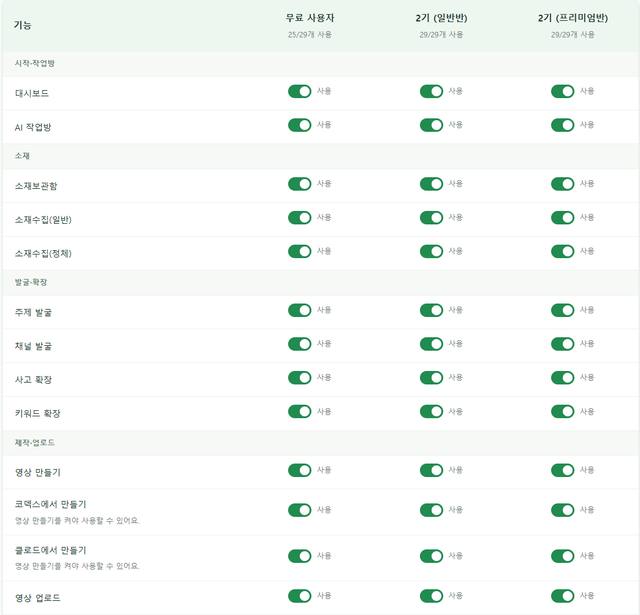 기능 무료 사용자 2기 (일반반) 2기 (프리미엄반)
25/29개 사용 29/29개 사용 29/29개 사용
시작·작업방
대시보드 사용 사용 사용
AI 작업방 사용 사용 사용
소재
소재보관함 사용 사용 사용
소재수집(일반) 사용 사용 사용
소재수집(정체) 사용 사용 사용
발굴·확장
주제 발굴 사용 사용 사용
채널 발굴 사용 사용 사용
사고 확장 사용 사용 사용
키워드 확장 사용 사용 사용
제작·업로드
영상 만들기 사용 사용 사용
코덱스에서 만들기 사용 사용 사용
영상 만들기를 켜야 사용할 수 있어요.
클로드에서 만들기 사용 사용 사용
영상 만들기를 켜야 사용할 수 있어요.
영상 업로드 사용 사용 사용